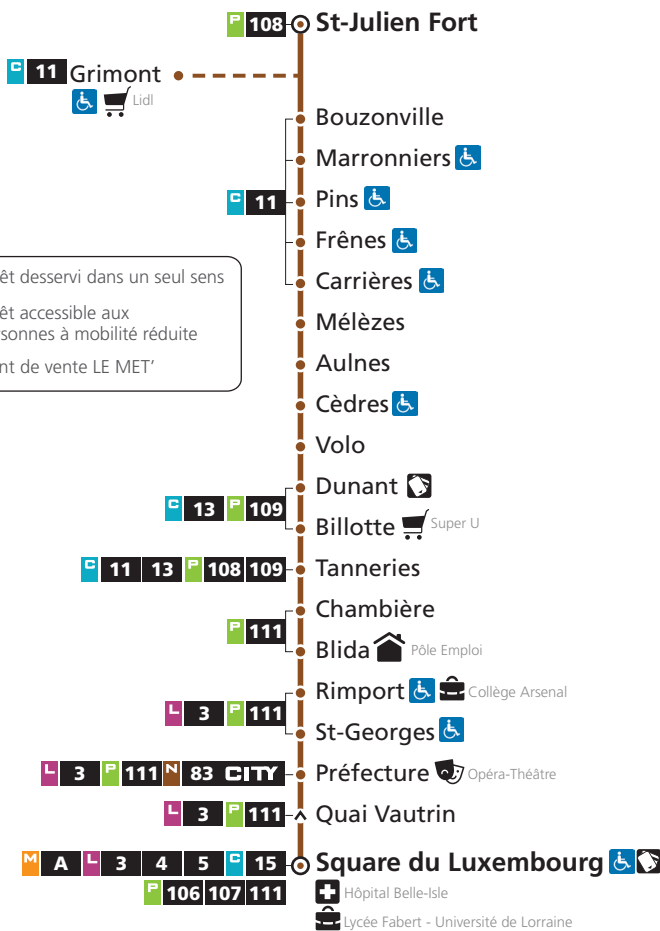 P 108 St-Julien Fort
C 11 Grimont
Lidl
Bouzonville
Marronniers
C 11 Pins
Frênes
Carrières
êt desservi dans un seul sens
êt accessible aux
rsonnes à mobilité réduite
nt de vente LE MET'
Mélèzes
Aulnes
Cèdres
Volo
Dunant
C 13 P 109
Billotte Super U
C 11 13 P 108 109 Tanneries
Chambière
P 111
Blida Pôle Emploi
Rimport Collège Arsenal
L 3 P 111
St-Georges
L 3 P 111 N 83 CITY Préfecture Opéra-Théâtre
L 3 P 111 Quai Vautrin
M A L 3 4 5 C 15 Square du Luxembourg
P 106 107 111
Hôpital Belle-Isle
Lycée Fabert - Université de Lorraine